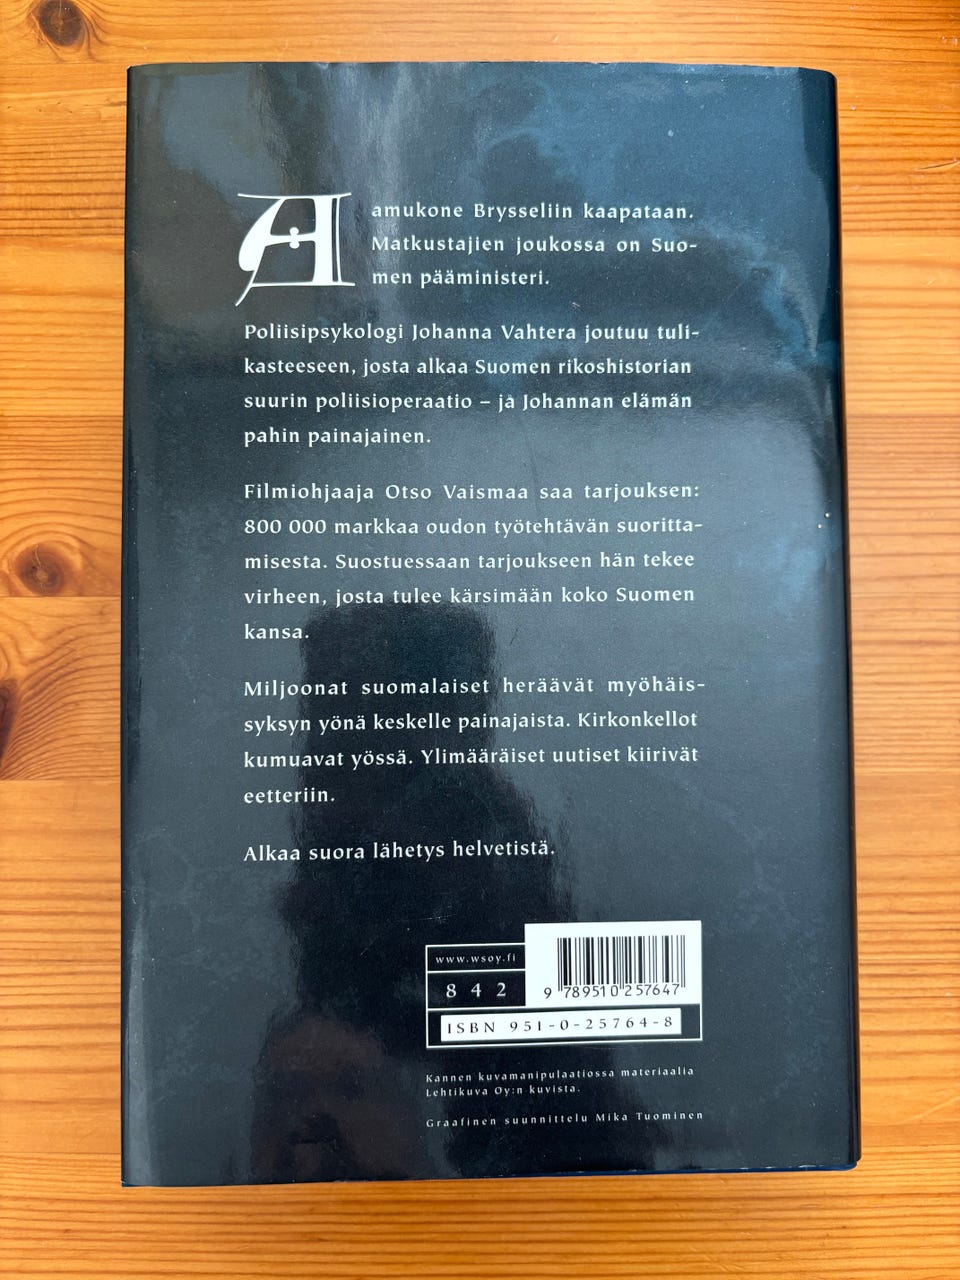 Aamukone Brysseliin kaapataan.
Matkustajien joukossa on Suo-
men pääministeri.
Poliisipsykologi Johanna Vahtera joutuu tuli-
kasteeseen, josta alkaa Suomen rikoshistorian
suurin poliisioperaatio – ja Johannan elämän
pahin painajainen.
Filmiohjaaja Otso Vaismaa saa tarjouksen:
800 000 markkaa oudon työtehtävän suoritta-
misesta. Suostuessaan tarjoukseen hän tekee
virheen, josta tulee kärsimään koko Suomen
kansa.
Miljoonat suomalaiset heräävät myöhäis-
syksyn yönä keskelle painajaista. Kirkonkellot
kumuavat yössä. Ylimääräiset uutiset kiirivät
eetteriin.
Alkaa suora lähetys helvetistä.
www.wsoy.fi
842
9 789510 257647
ISBN 951-0-25764-8
Kannen kuvamanipulaatiossa materiaalia
Lehtikuva Oy:n kuvista.
Graafinen suunnittelu Mika Tuominen